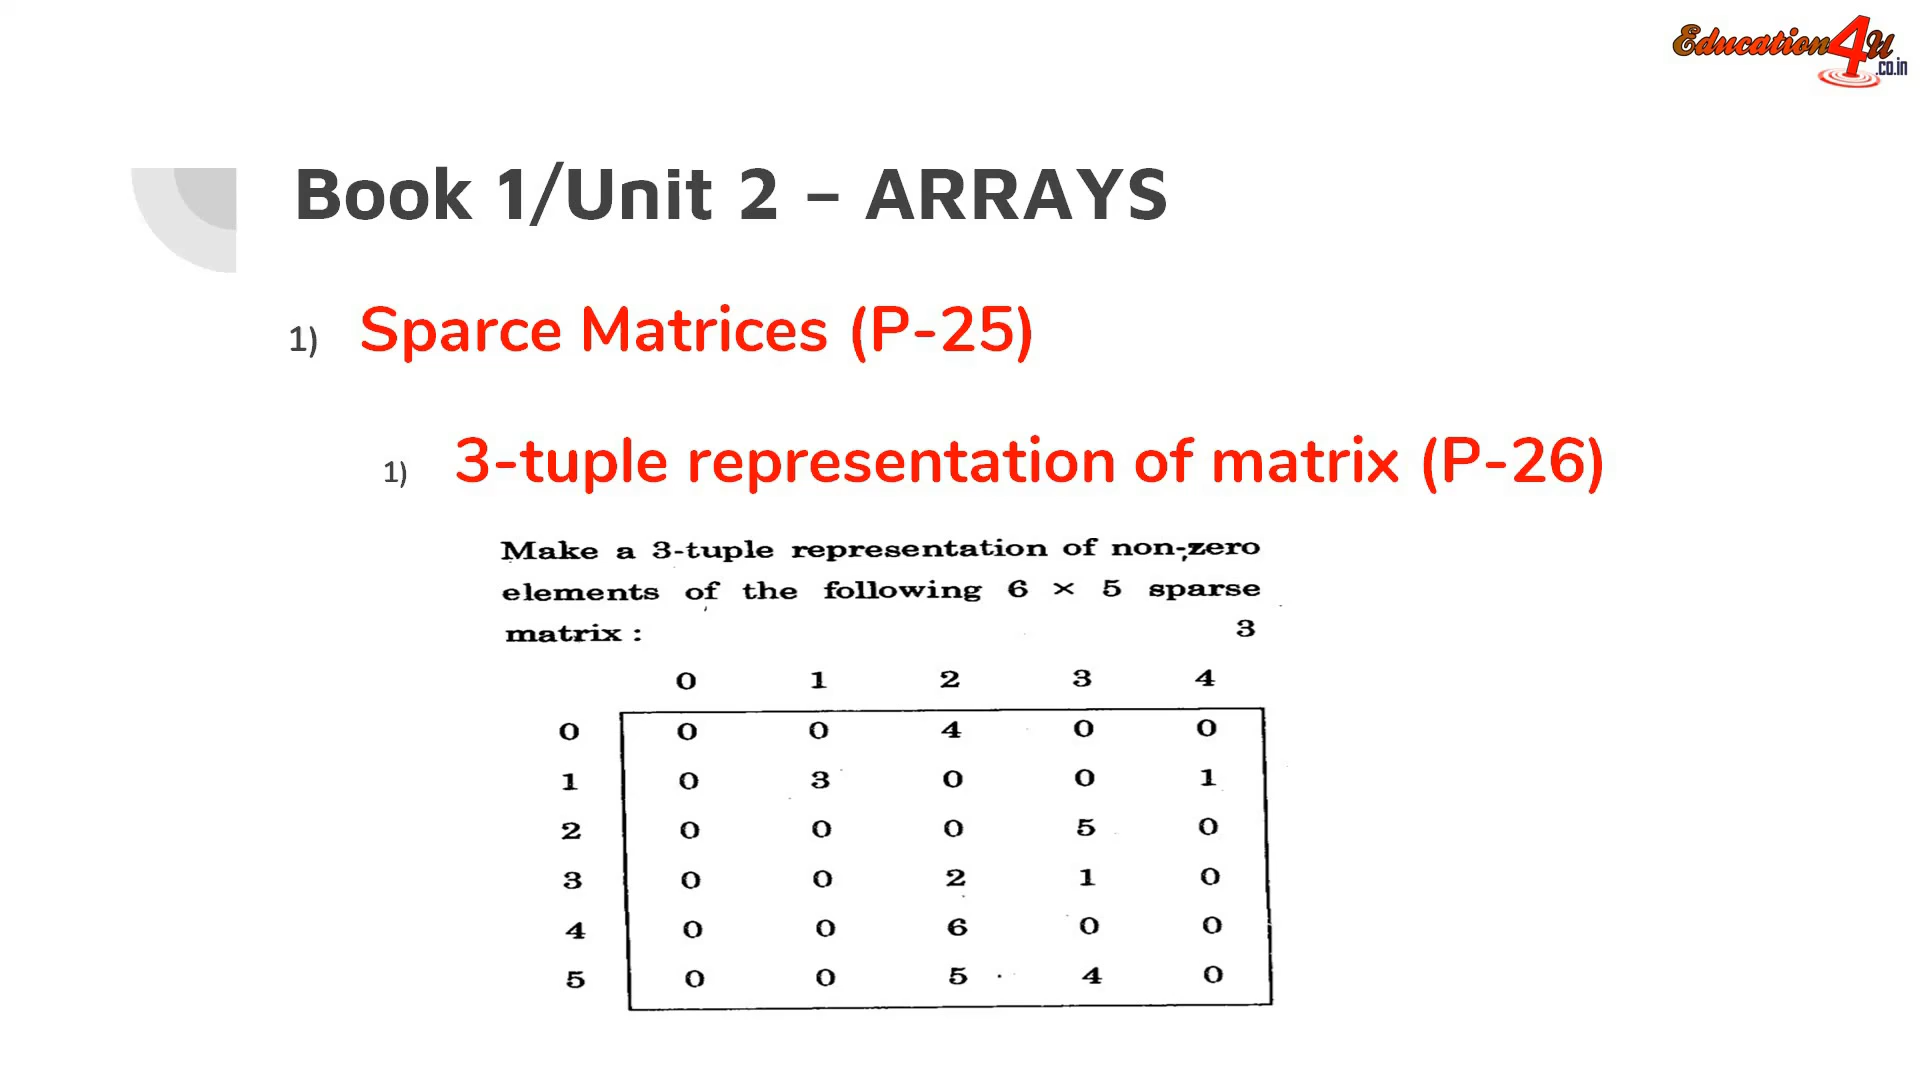 Education4u
.co.in
Book 1/Unit 2 – ARRAYS
1) Sparce Matrices (P-25)
1) 3-tuple representation of matrix (P-26)
Make a 3-tuple representation of non-zero
elements of the following 6 × 5 sparse
matrix : 3
0 1 2 3 4
0 0 0 4 0 0
1 0 3 0 0 1
2 0 0 0 5 0
3 0 0 2 1 0
4 0 0 6 0 0
5 0 0 5 4 0